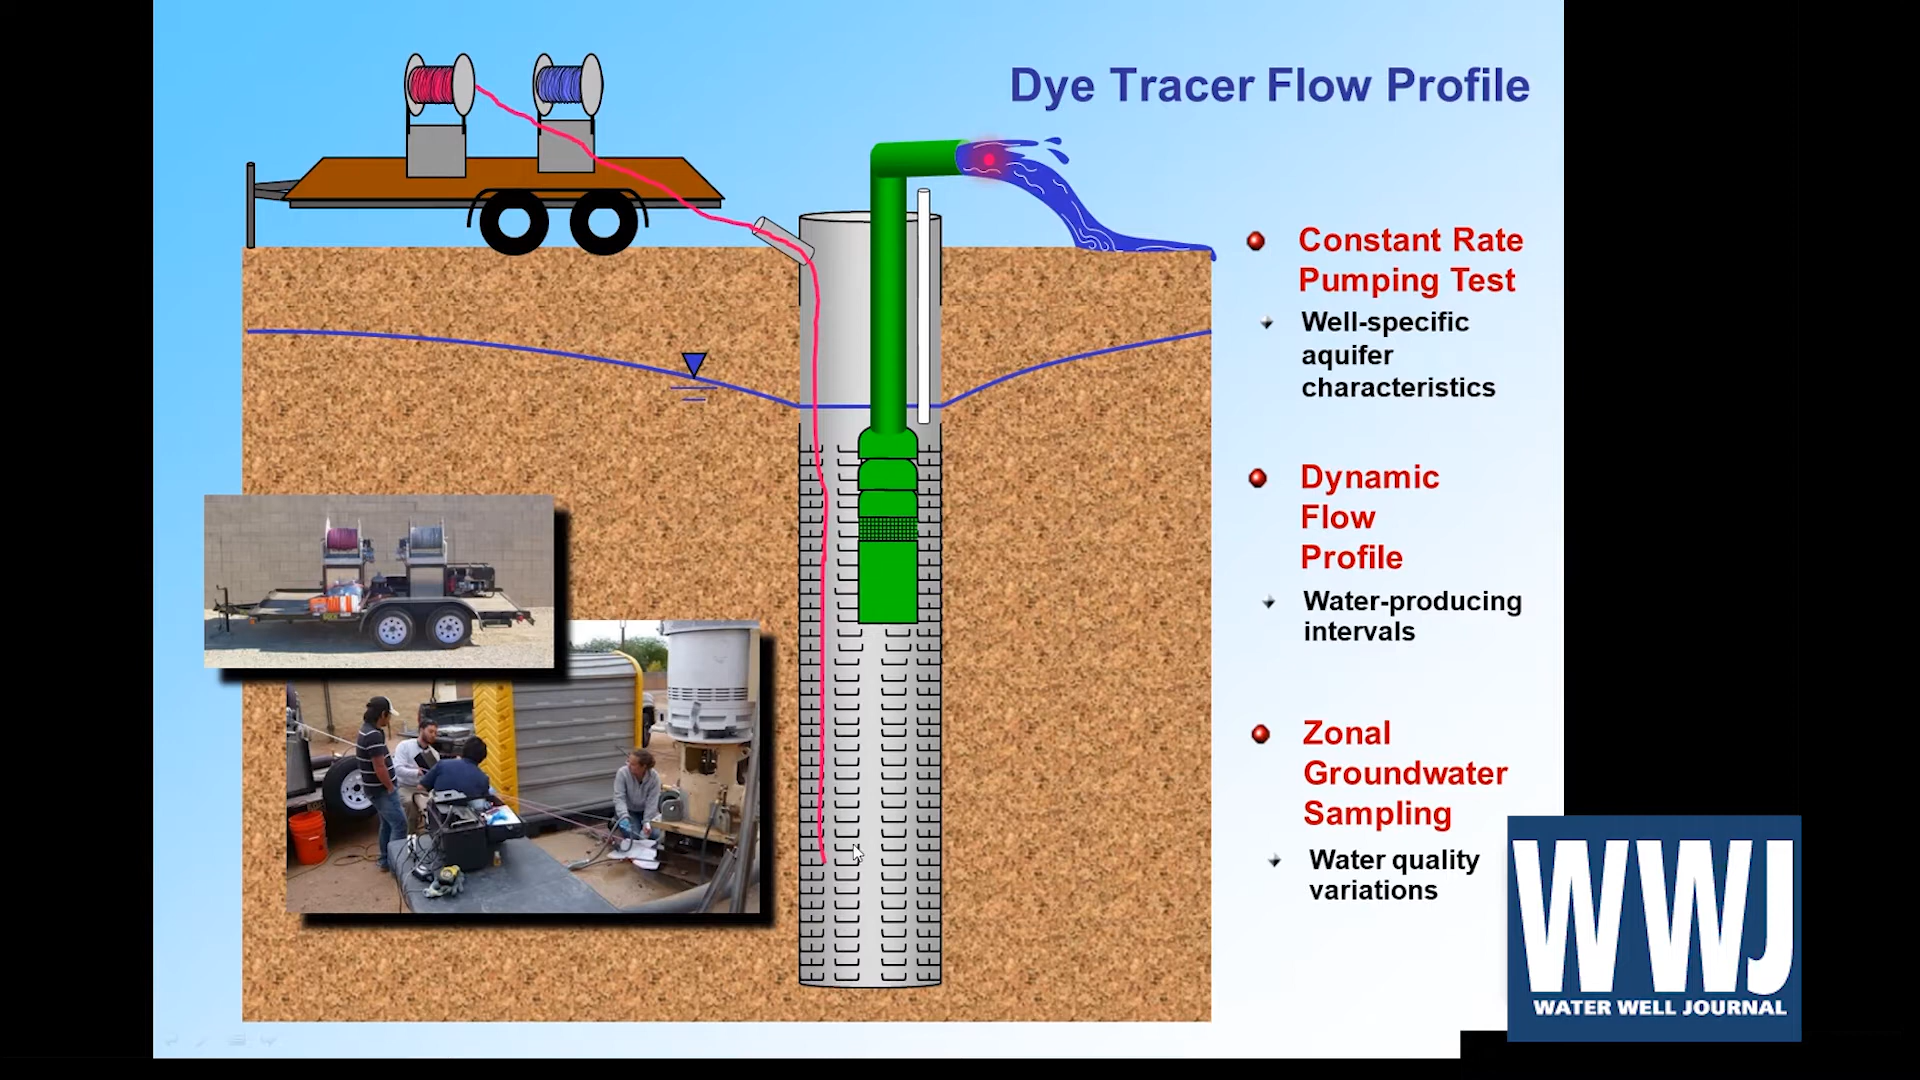 Dye Tracer Flow Profile
Constant Rate
Pumping Test
Well-specific
aquifer
characteristics
Dynamic
Flow
Profile
Water-producing
intervals
Zonal
Groundwater
Sampling
Water quality
variations
WWJ
WATER WELL JOURNAL